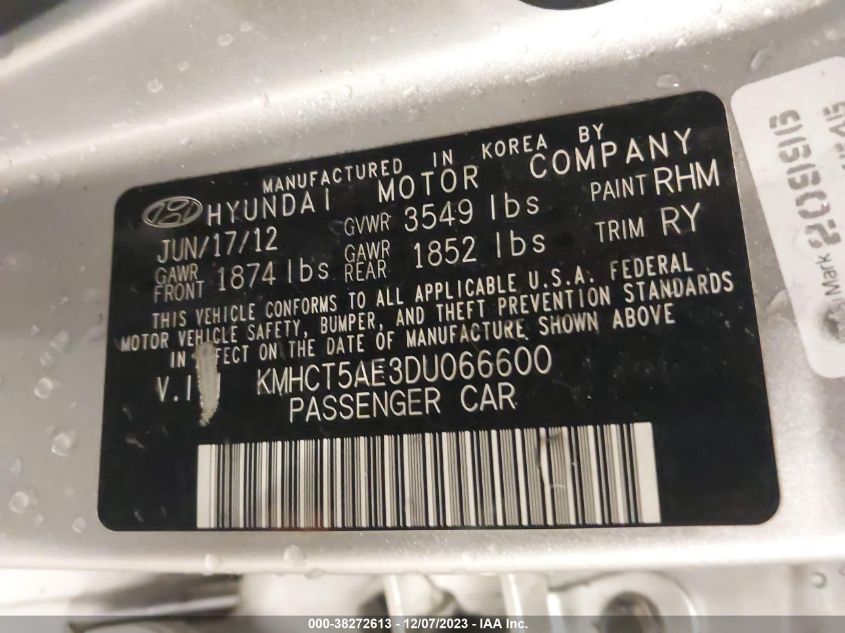 MANUFACTURED IN KOREA BY
HYUNDAI MOTOR COMPANY
JUN/17/12 GVWR 3549 lbs PAINT RHM
GAWR FRONT 1874 lbs GAWR REAR 1852 lbs TRIM RY
THIS VEHICLE CONFORMS TO ALL APPLICABLE U.S.A. FEDERAL
MOTOR VEHICLE SAFETY, BUMPER, AND THEFT PREVENTION STANDARDS
IN EFFECT ON THE DATE OF MANUFACTURE SHOWN ABOVE
V.I KMHCT5AE3DU066600
PASSENGER CAR
Mark
000-38272613 - 12/07/2023 - IAA Inc.